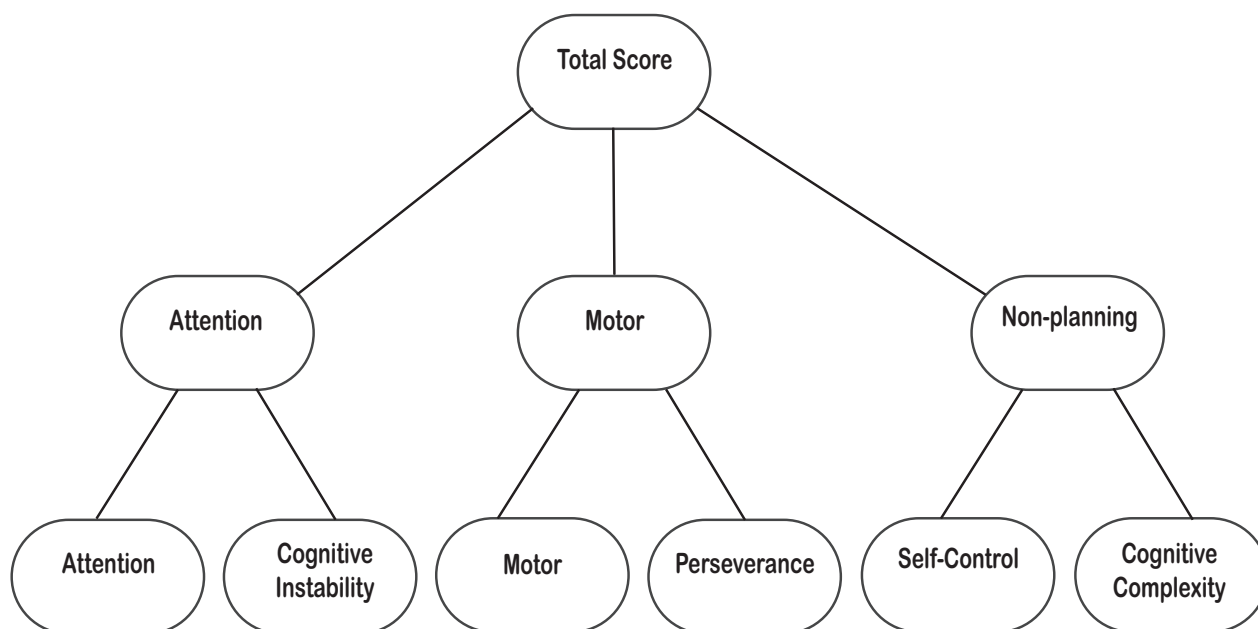 Total Score
Attention
Motor
Non-planning
Attention
Cognitive
Instability
Motor
Perseverance
Self-Control
Cognitive
Complexity